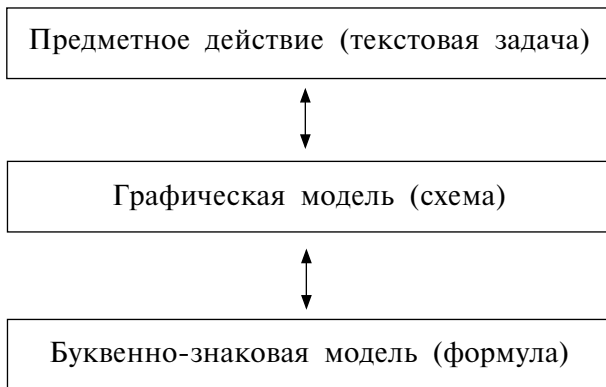 Предметное действие (текстовая задача)
Графическая модель (схема)
Буквенно-знаковая модель (формула)